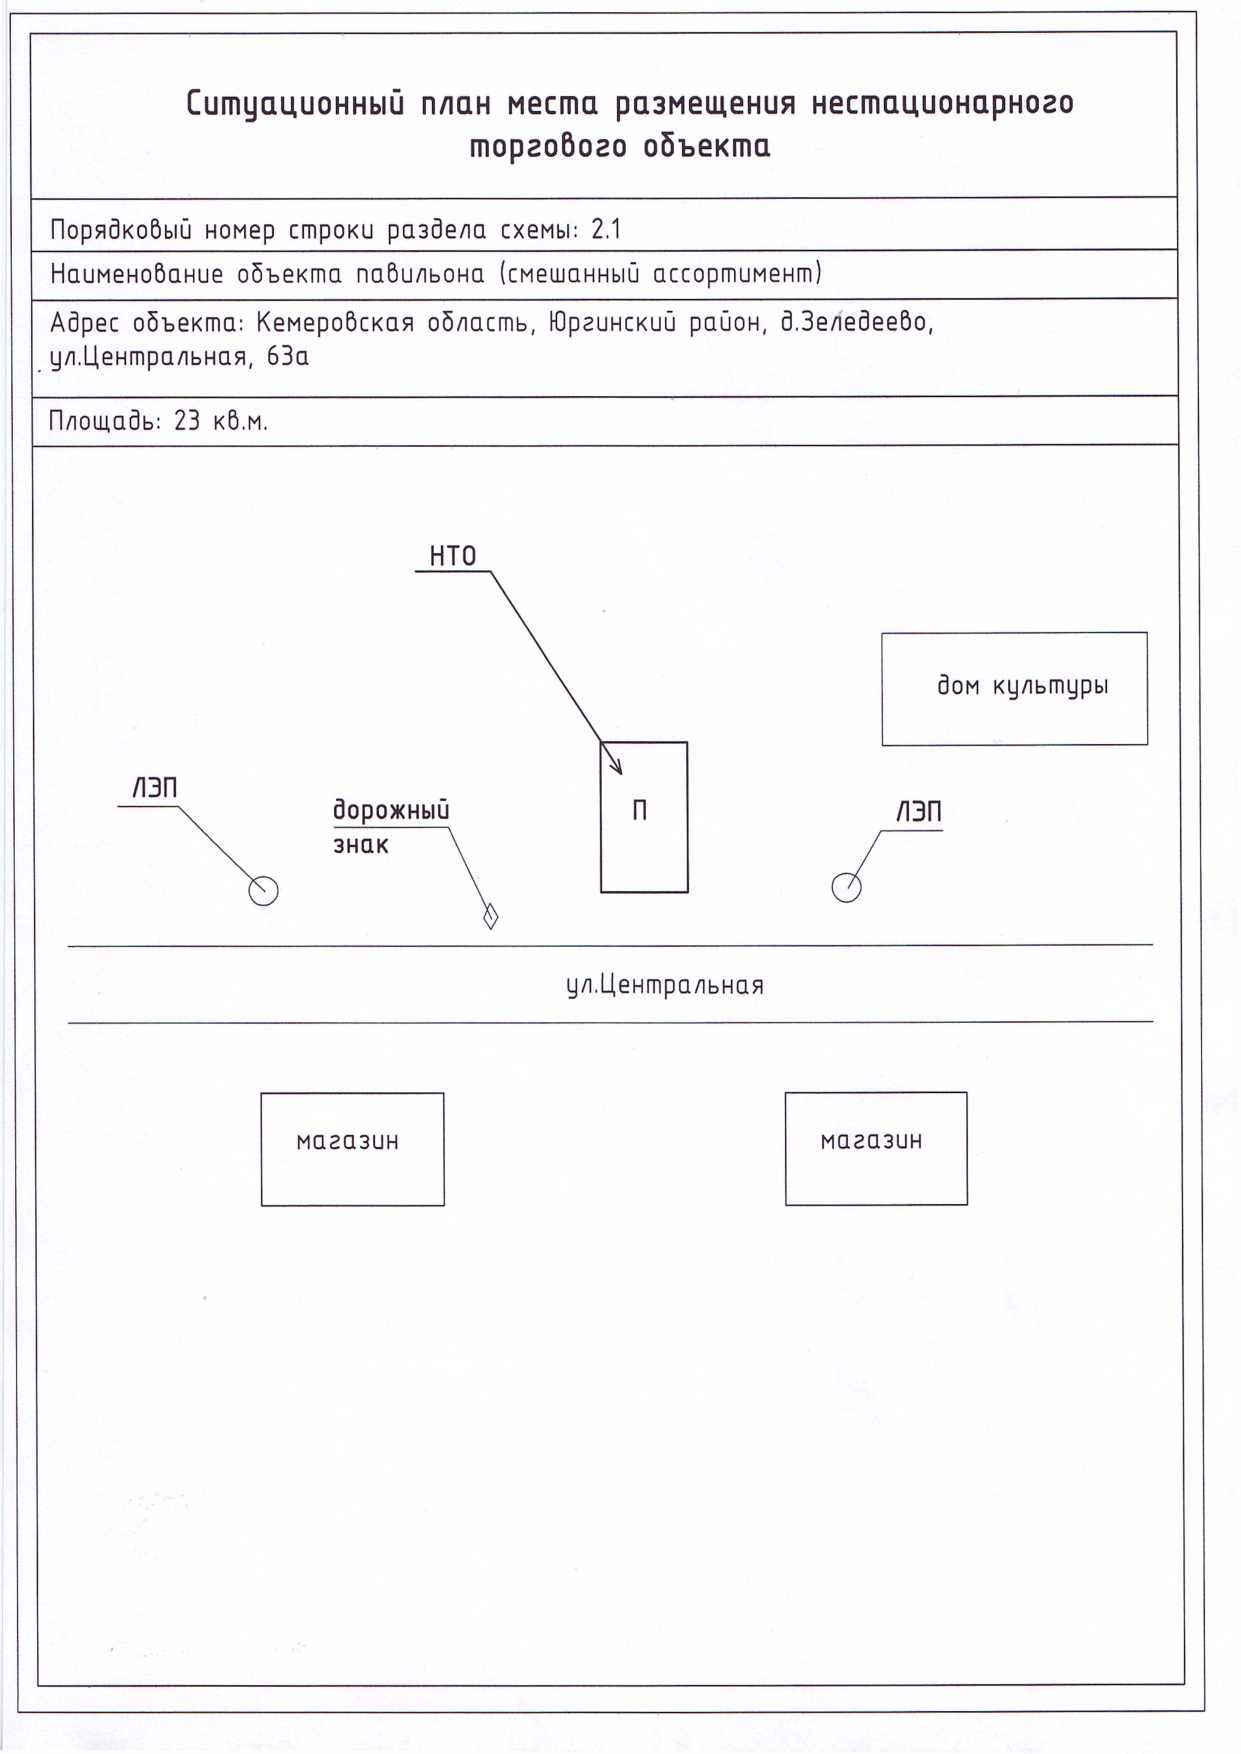 Ситуационный план места размещения нестационарного
торгового объекта
Порядковый номер строки раздела схемы: 2.1
Наименование объекта павильона (смешанный ассортимент)
Адрес объекта: Кемеровская область, Юргинский район, д.Зеледеево,
ул.Центральная, 63а
Площадь: 23 кв.м.
НТО
дом культуры
ЛЭП
дорожный
знак
П
ЛЭП
ул.Центральная
магазин
магазин